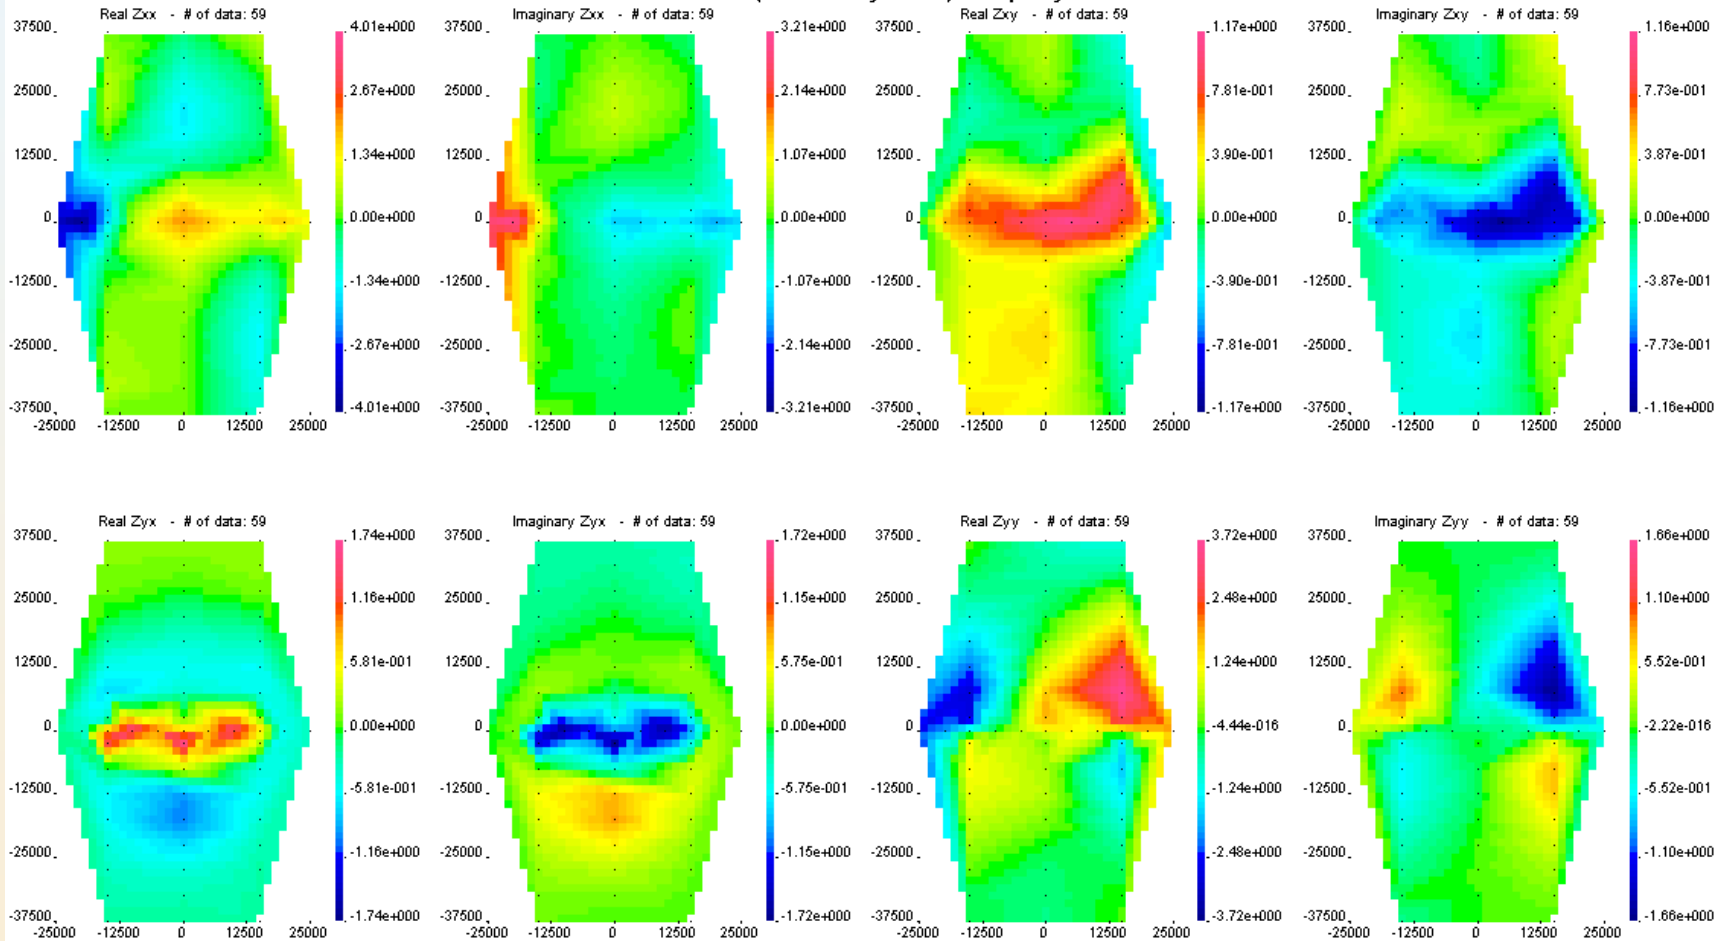 Real Zxx - # of data: 59
37500
25000
12500
0
-12500
-25000
-37500
-25000 -12500 0 12500 25000
4.01e+000
2.67e+000
1.34e+000
0.00e+000
-1.34e+000
-2.67e+000
-4.01e+000
Imaginary Zxx - # of data: 59
37500
25000
12500
0
-12500
-25000
-37500
-25000 -12500 0 12500 25000
3.21e+000
2.14e+000
1.07e+000
0.00e+000
-1.07e+000
-2.14e+000
-3.21e+000
Real Zxy - # of data: 59
37500
25000
12500
0
-12500
-25000
-37500
-25000 -12500 0 12500 25000
1.17e+000
7.81e-001
3.90e-001
0.00e+000
-3.90e-001
-7.81e-001
-1.17e+000
Imaginary Zxy - # of data: 59
37500
25000
12500
0
-12500
-25000
-37500
-25000 -12500 0 12500 25000
1.16e+000
7.73e-001
3.87e-001
0.00e+000
-3.87e-001
-7.73e-001
-1.16e+000
Real Zyx - # of data: 59
37500
25000
12500
0
-12500
-25000
-37500
-25000 -12500 0 12500 25000
1.74e+000
1.16e+000
5.81e-001
0.00e+000
-5.81e-001
-1.16e+000
-1.74e+000
Imaginary Zyx - # of data: 59
37500
25000
12500
0
-12500
-25000
-37500
-25000 -12500 0 12500 25000
1.72e+000
1.15e+000
5.75e-001
0.00e+000
-5.75e-001
-1.15e+000
-1.72e+000
Real Zyy - # of data: 59
37500
25000
12500
0
-12500
-25000
-37500
-25000 -12500 0 12500 25000
3.72e+000
2.48e+000
1.24e+000
-4.44e-016
-1.24e+000
-2.48e+000
-3.72e+000
Imaginary Zyy - # of data: 59
37500
25000
12500
0
-12500
-25000
-37500
-25000 -12500 0 12500 25000
1.66e+000
1.10e+000
5.52e-001
-2.22e-016
-5.52e-001
-1.10e+000
-1.66e+000